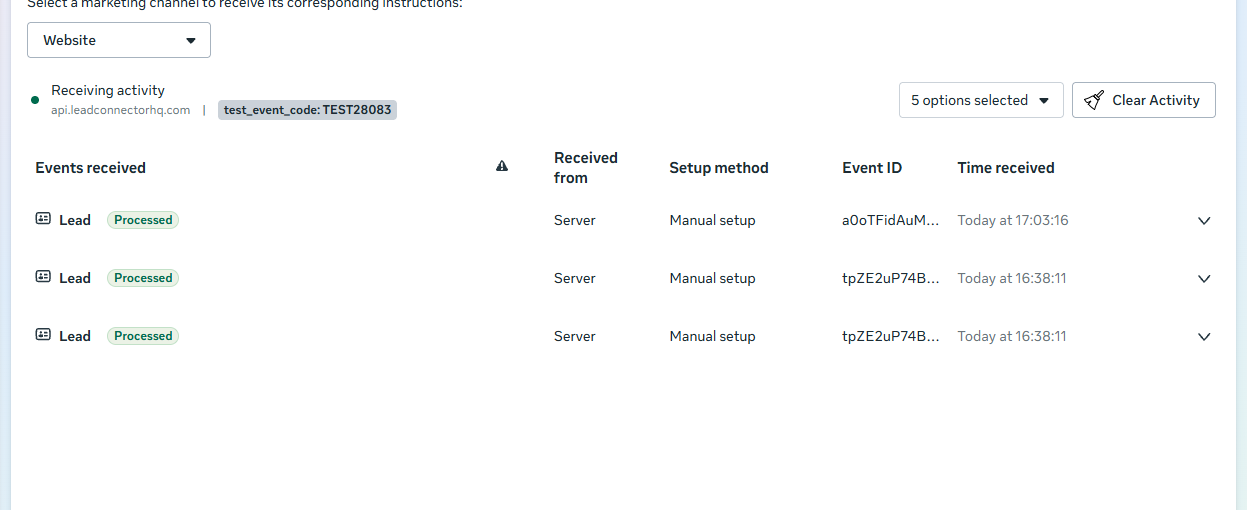 Select a marketing channel to receive its corresponding instructions:
Website
Receiving activity
api.leadconnectorhq.com | test_event_code: TEST28083
5 options selected
Clear Activity
Events received Received from Setup method Event ID Time received
Lead Processed Server Manual setup a0oTFidAuM... Today at 17:03:16
Lead Processed Server Manual setup tpZE2uP74B... Today at 16:38:11
Lead Processed Server Manual setup tpZE2uP74B... Today at 16:38:11